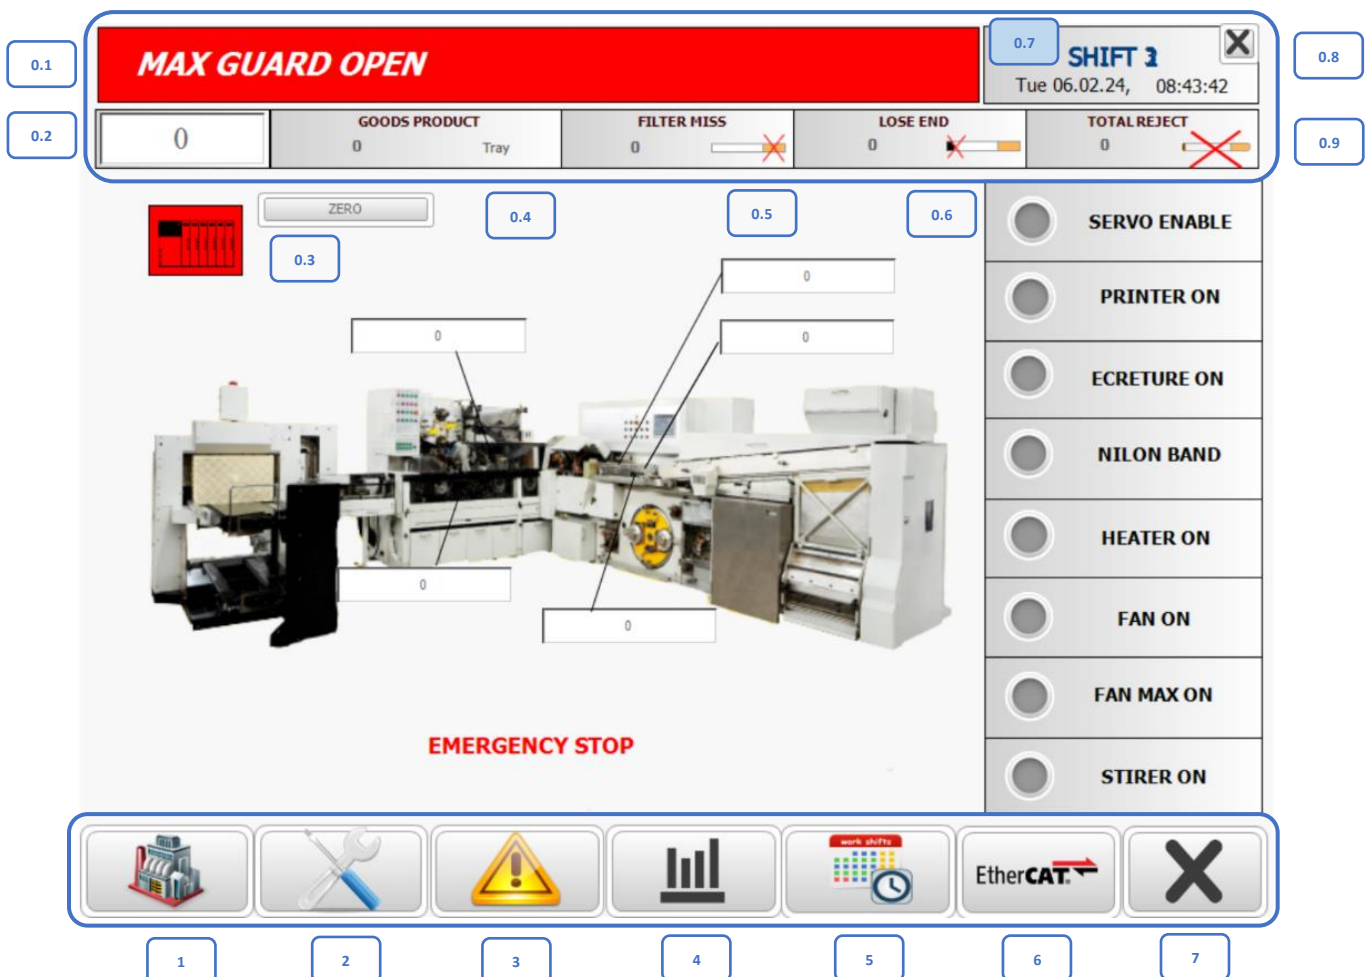 0.1
MAX GUARD OPEN
0.7
SHIFT
Tue 06.02.24, 08:43:42
0.8
0.2
0
GOODS PRODUCT
0 Tray
FILTER MISS
0
LOSE END
0
TOTAL REJECT
0
0.9
ZERO
0.3
0.4
0.5
0.6
0
0
0
0
0
EMERGENCY STOP
SERVO ENABLE
PRINTER ON
ECRETURE ON
NILON BAND
HEATER ON
FAN ON
FAN MAX ON
STIRER ON
work shifts
EtherCAT
1
2
3
4
5
6
7